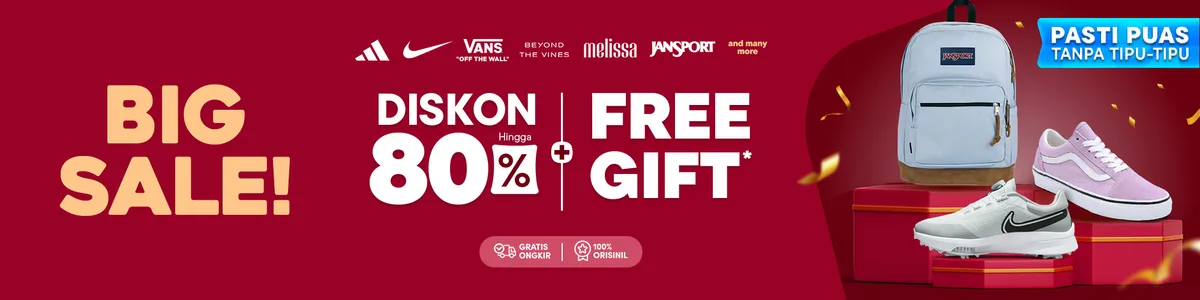 BIG
SALE!
VANS
"OFF THE WALL"
BEYOND
THE VINES
melissa
JANSPORT
and many
more
DISKON
Hingga
80%
+
FREE
GIFT*
GRATIS
ONGKIR
100%
ORISINIL
JANSPORT
PASTI PUAS
TANPA TIPU-TIPU